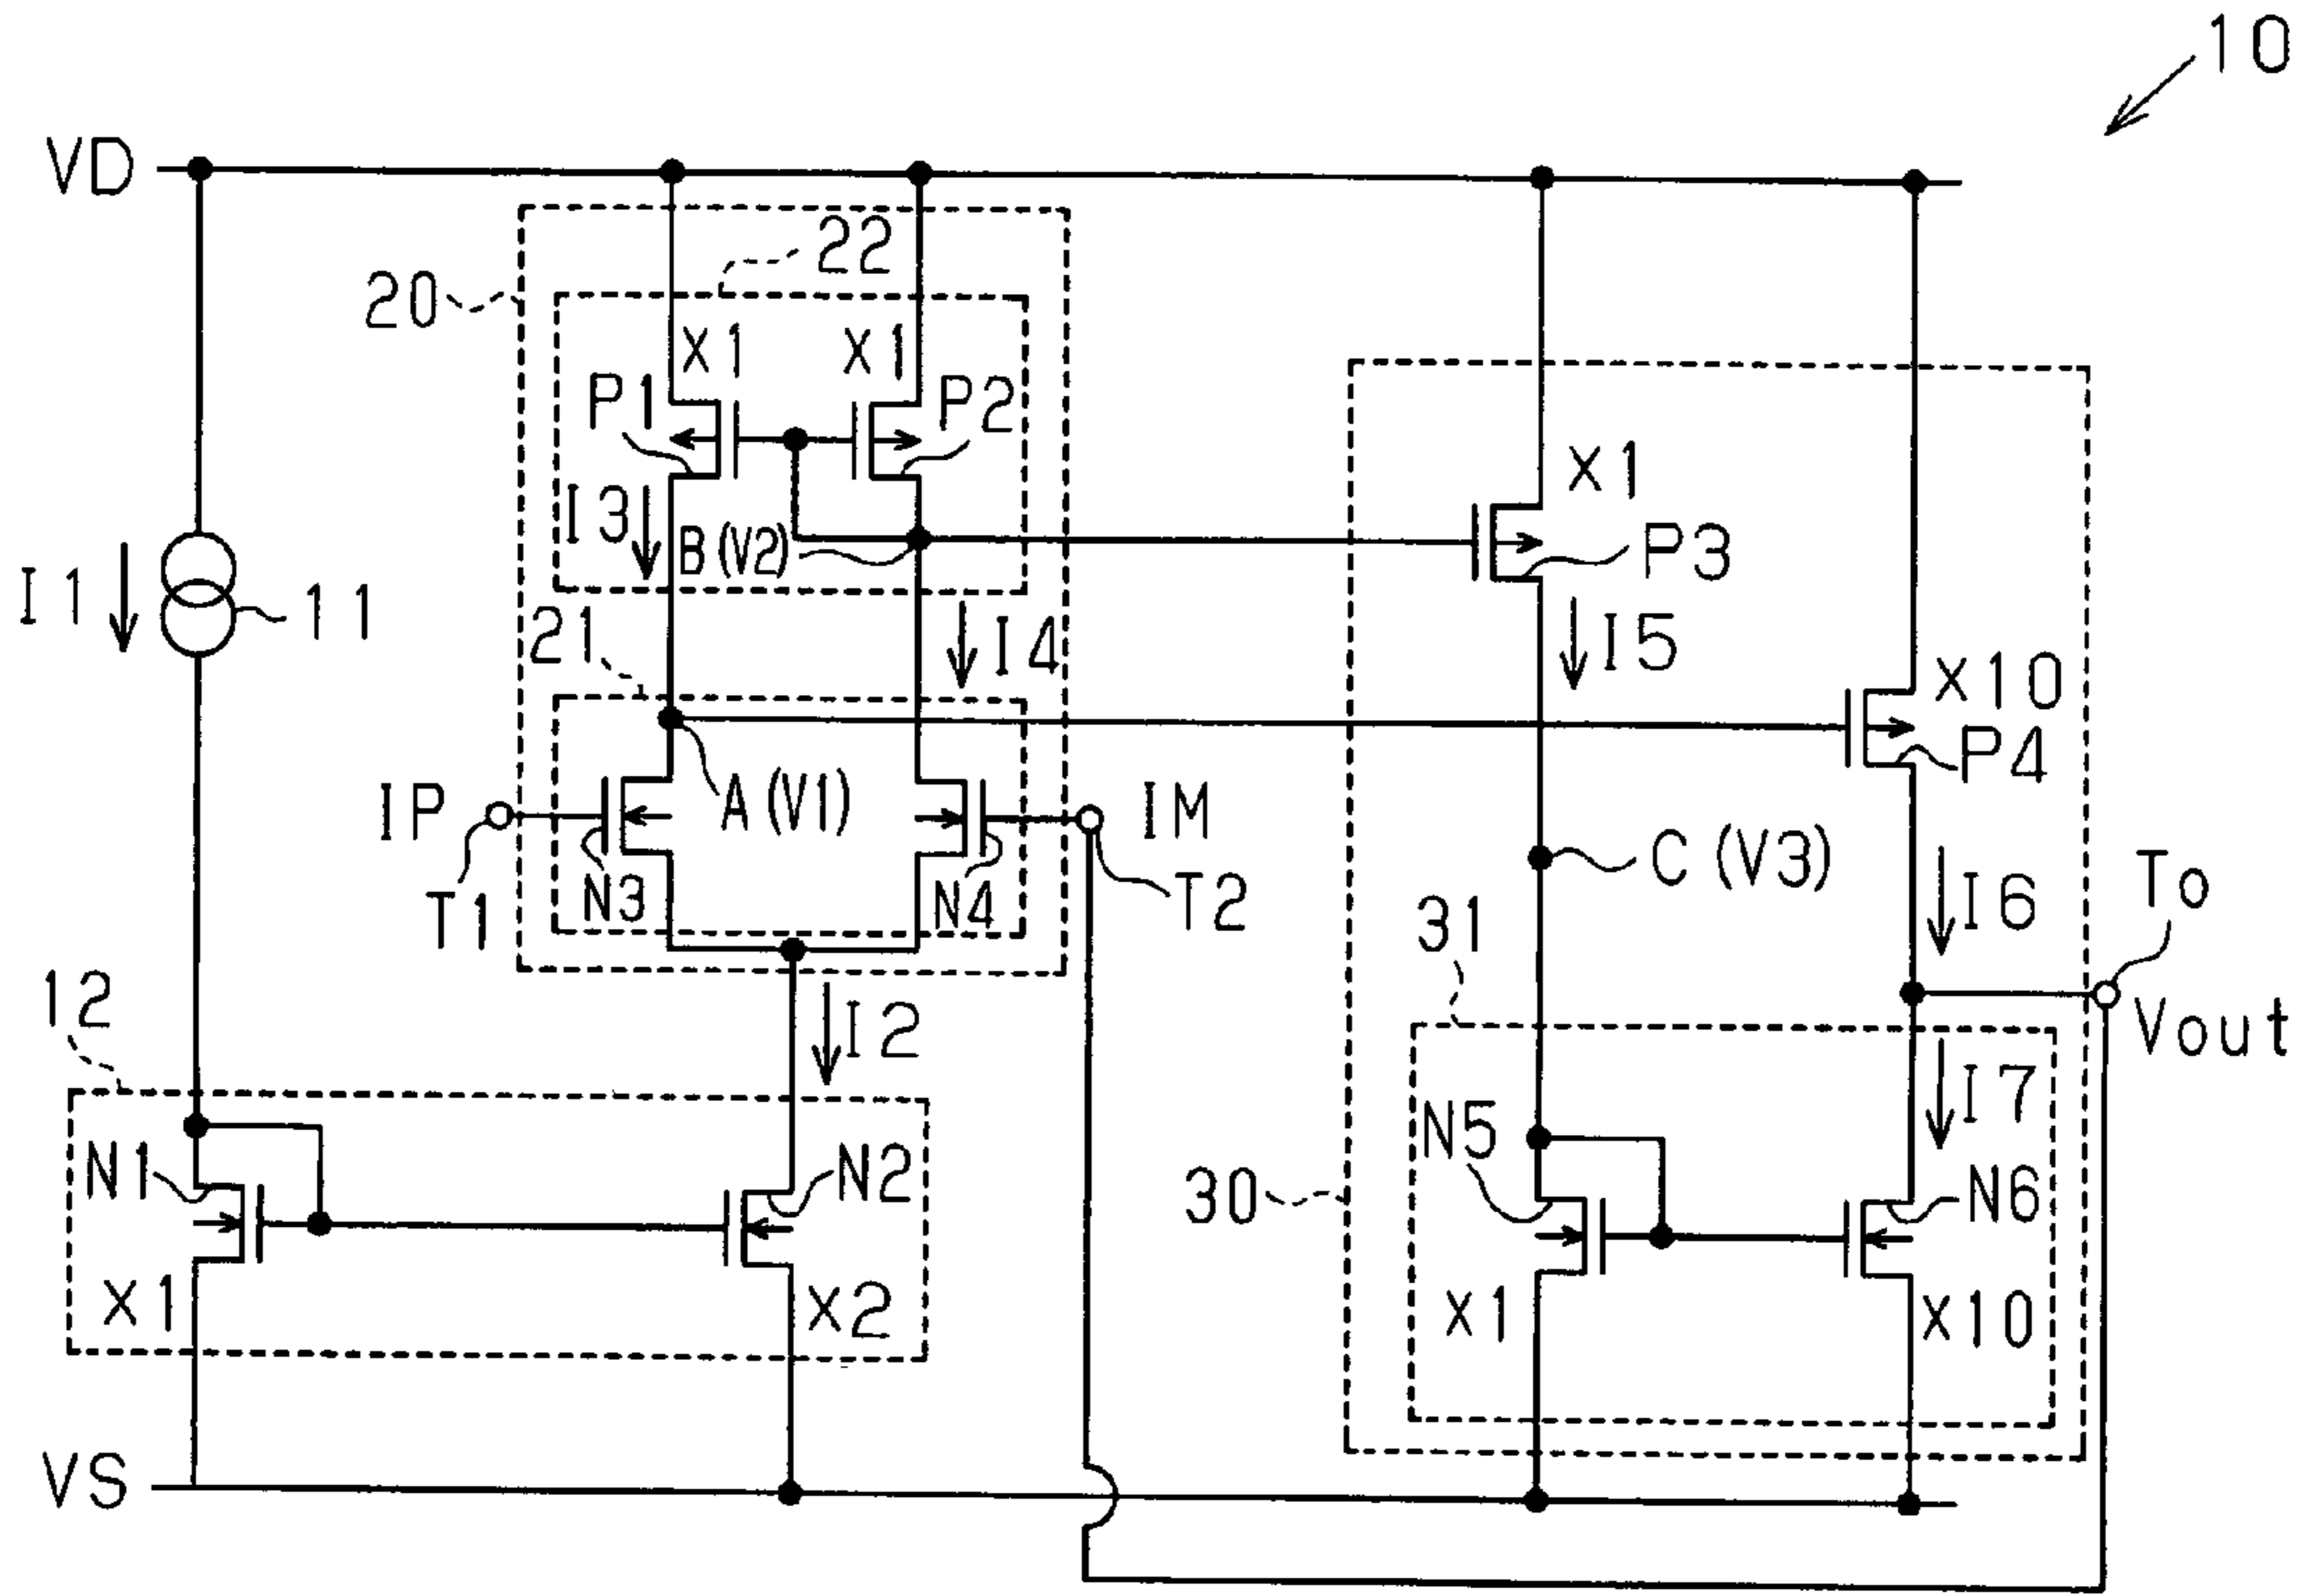 10
VD
22
20
X1 X1
P1 P2
X1
I3 B(V2) P3
I1 11 21 I4 I5
X10
P4
IP A(V1) IM
C(V3) To
T1 N3 N4 T2 31 I6
12 I2 Vout
I7
N1 N2 N5
30 N6
X1 X2 X1 X10
VS